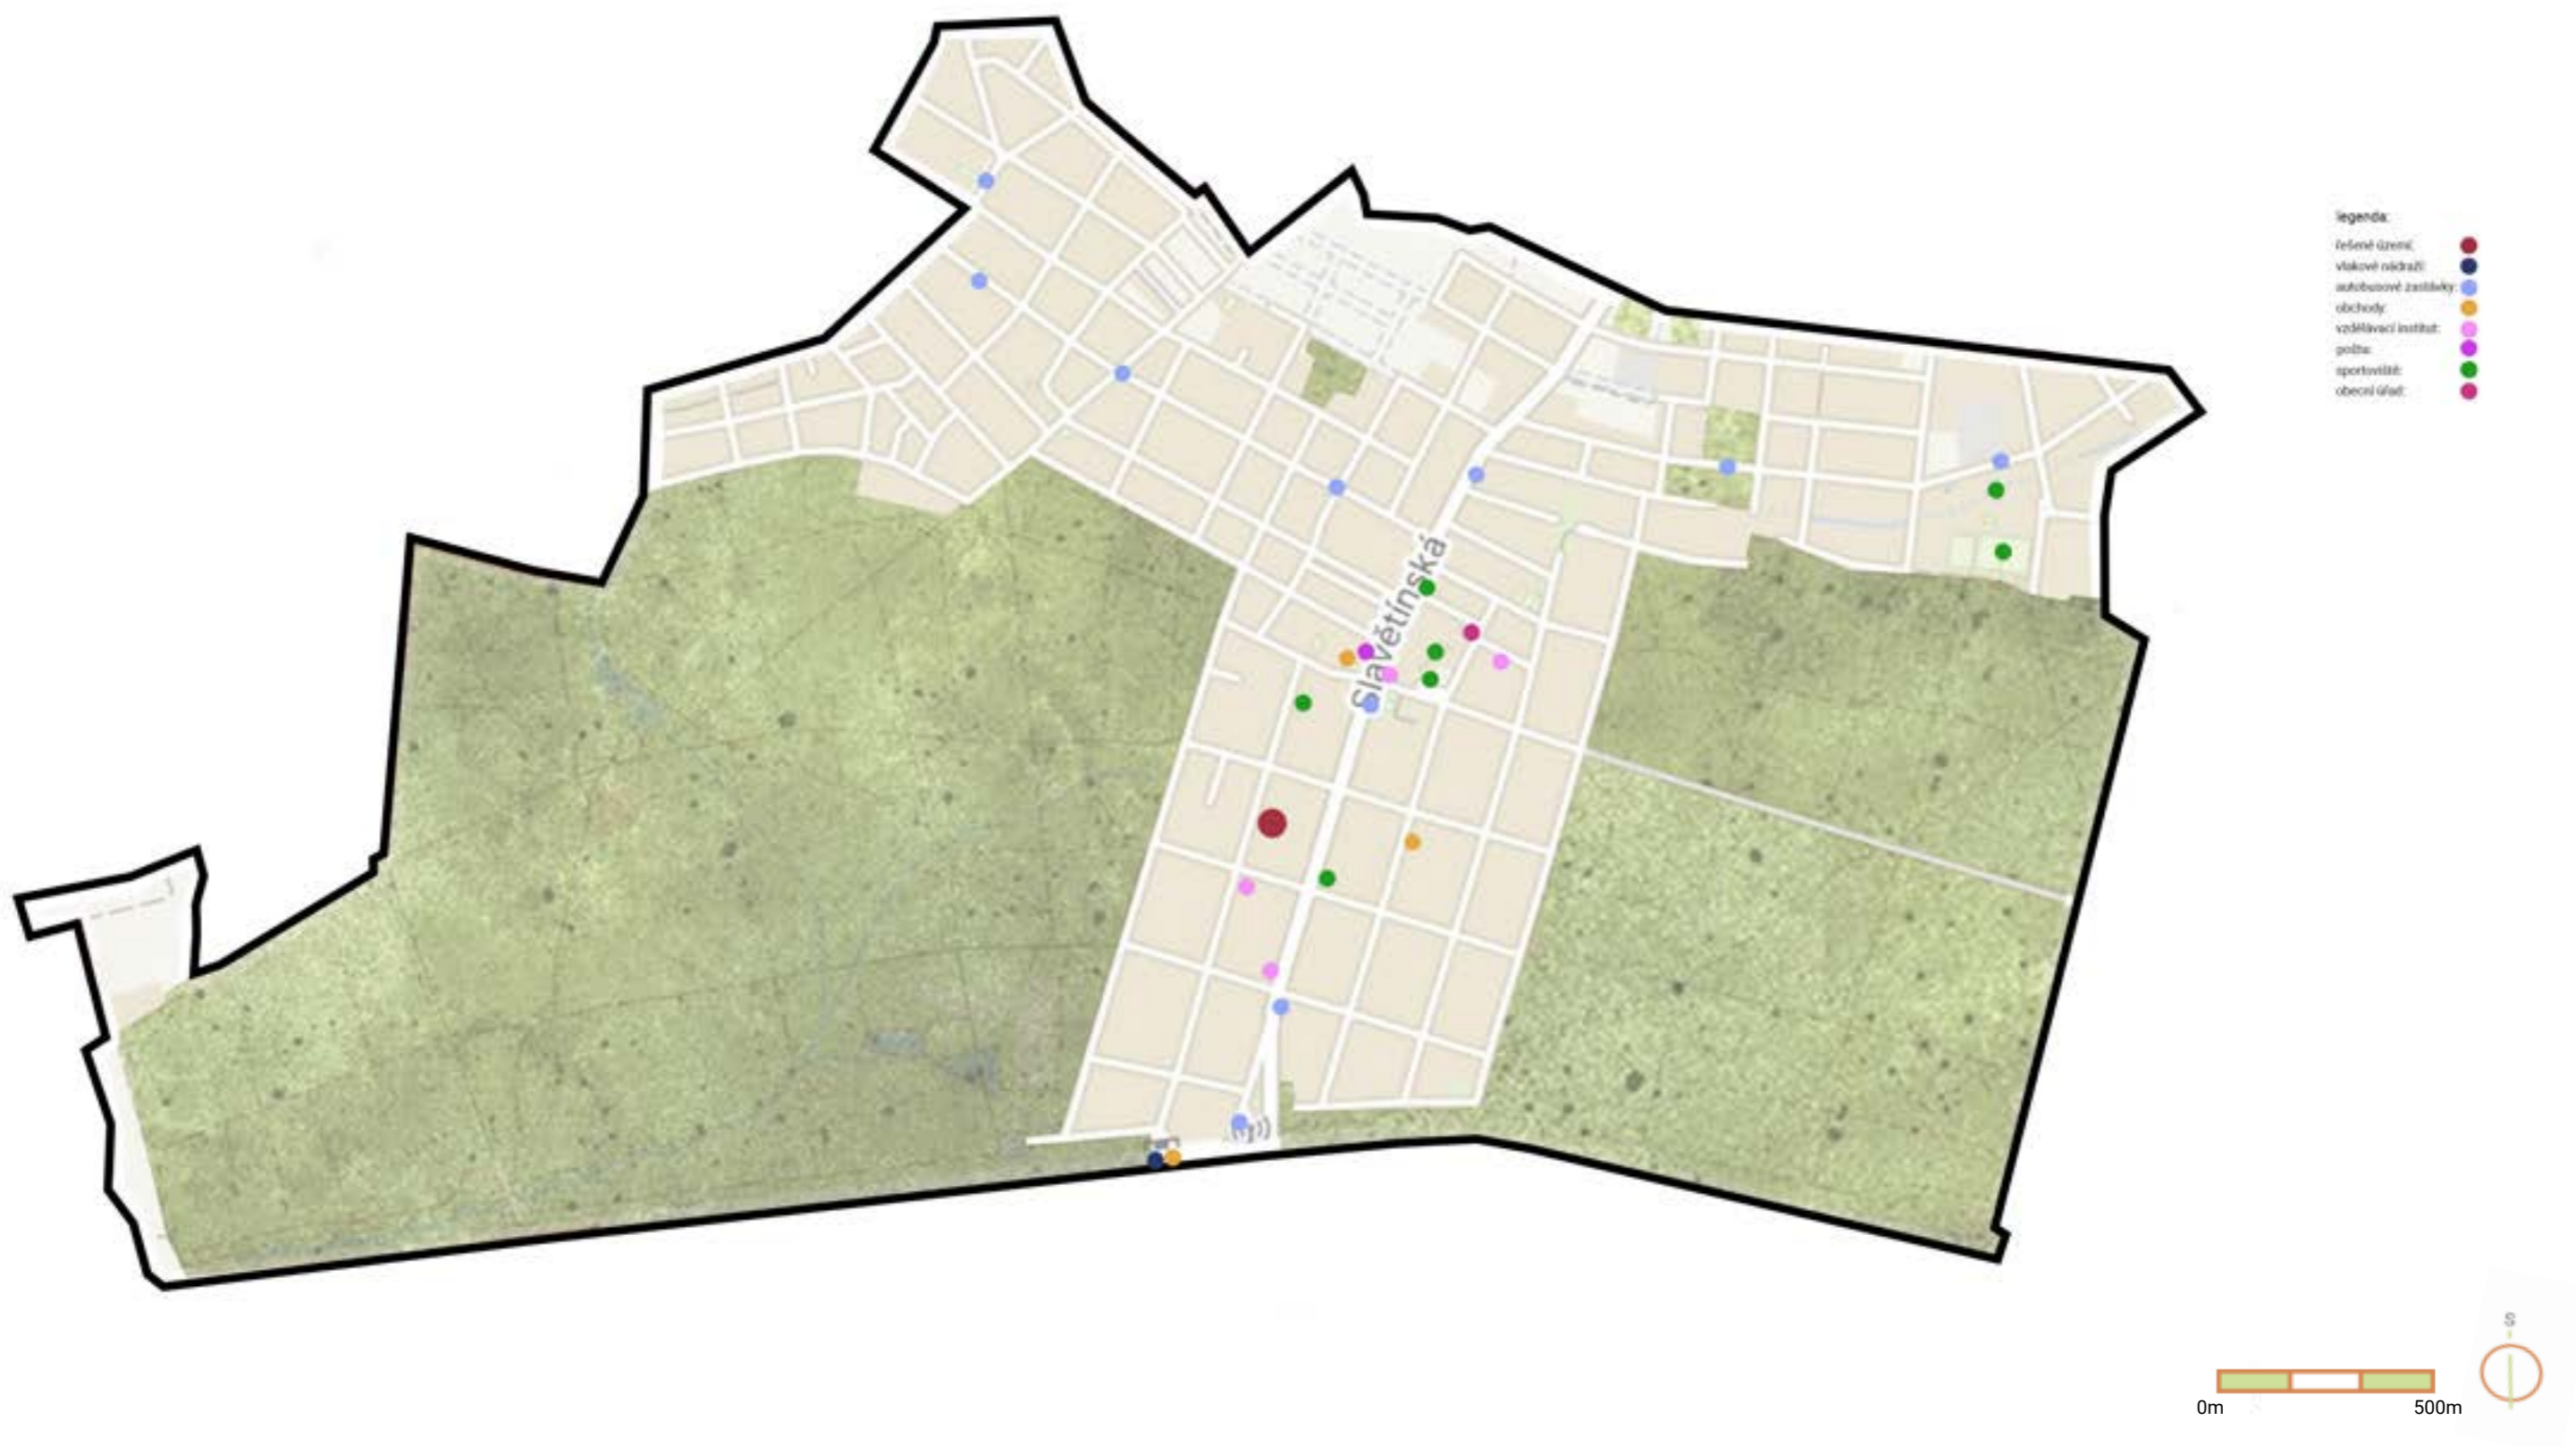 Slavětínská
legenda:
řešené území:
vlakové nádraží:
autobusové zastávky:
obchody:
vzdělávací institut:
pošta:
sportoviště:
obecní úřad:
S
0m
500m